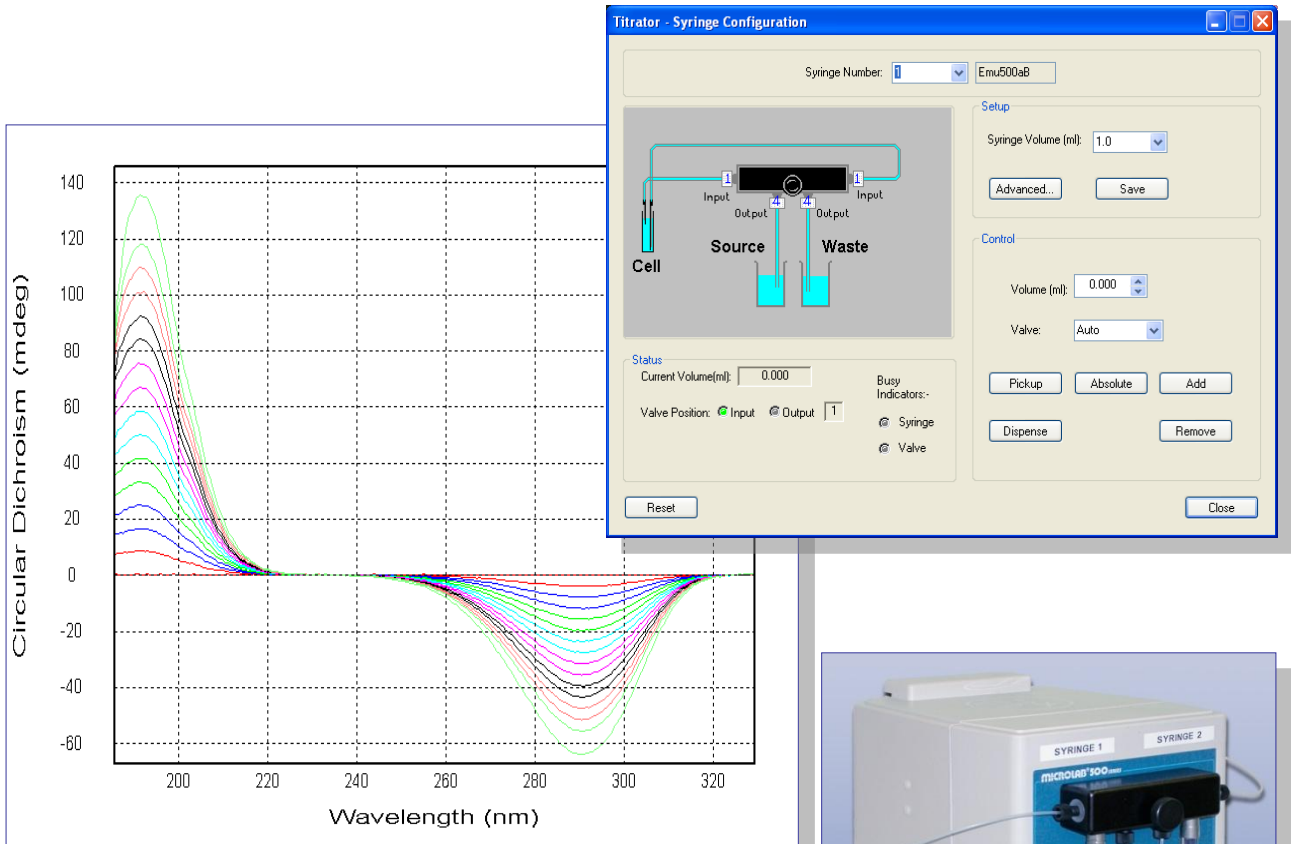 Titrator - Syringe Configuration
Syringe Number: 1 Emu500aB
Setup
Syringe Volume (ml): 1.0
Advanced... Save
1 1
Input Input
4 4
Output Output
Source Waste
Cell
Control
Volume (ml): 0.000
Valve: Auto
Pickup Absolute Add
Dispense Remove
Status
Current Volume(ml): 0.000
Valve Position: Input Output 1
Busy
Indicators:-
Syringe
Valve
Reset Close
Circular Dichroism (mdeg)
140
120
100
80
60
40
20
0
-20
-40
-60
200 220 240 260 280 300 320
Wavelength (nm)
SYRINGE 1 SYRINGE 2
MICROLAB® 500 SERIES